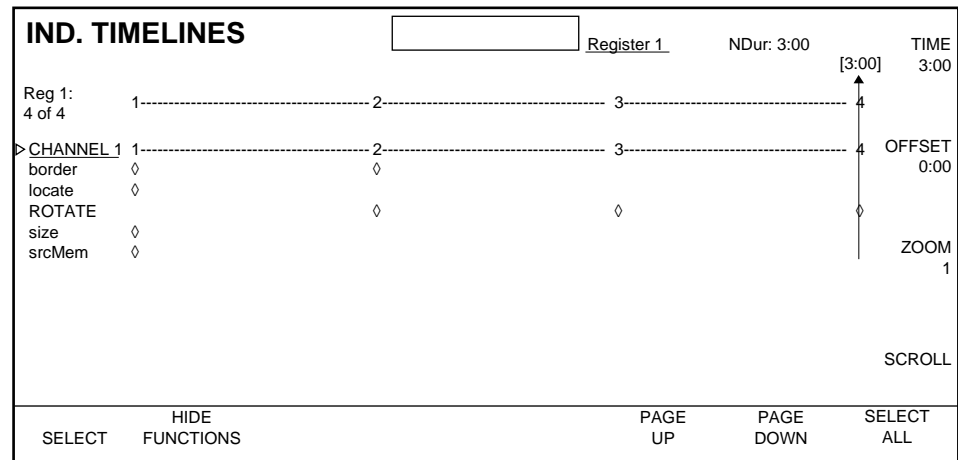 IND. TIMELINES
Register 1
NDur: 3:00
TIME
[3:00]
3:00
Reg 1:
4 of 4
1--------------------------------------- 2--------------------------------------- 3--------------------------------------- 4
CHANNEL 1 1--------------------------------------- 2--------------------------------------- 3--------------------------------------- 4
OFFSET
0:00
border ◊ ◊
locate ◊
ROTATE ◊ ◊ ◊
size ◊
srcMem ◊
ZOOM
1
SCROLL
SELECT
HIDE
FUNCTIONS
PAGE
UP
PAGE
DOWN
SELECT
ALL